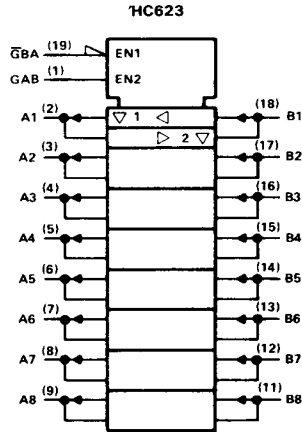 'HC623
G̅BA (19) EN1
GAB (1) EN2
A1 (2) ▽ 1 ◁ (18) B1
▷ 2 ▽
A2 (3) (17) B2
A3 (4) (16) B3
A4 (5) (15) B4
A5 (6) (14) B5
A6 (7) (13) B6
A7 (8) (12) B7
A8 (9) (11) B8